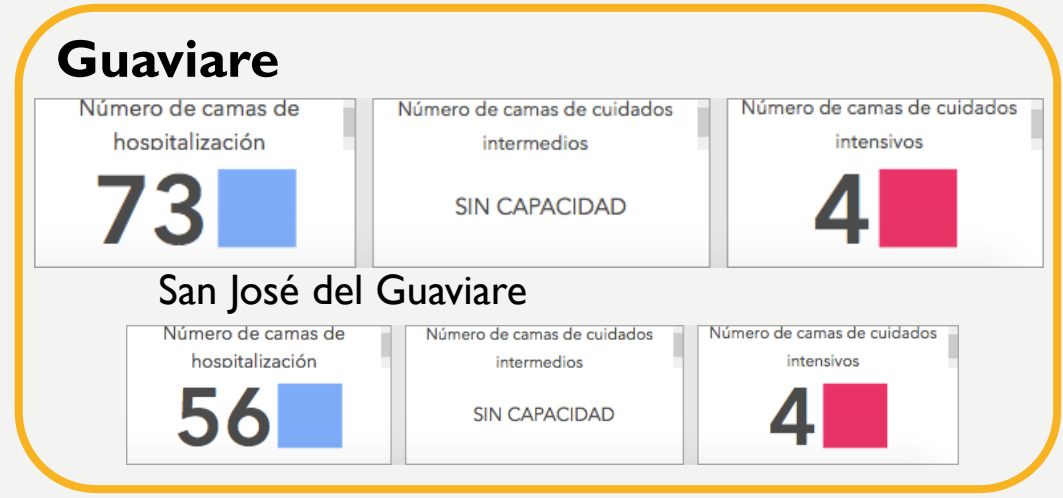 Guaviare
Número de camas de
hospitalización
73
Número de camas de cuidados
intermedios
SIN CAPACIDAD
Número de camas de cuidados
intensivos
4
San José del Guaviare
Número de camas de
hospitalización
56
Número de camas de cuidados
intermedios
SIN CAPACIDAD
Número de camas de cuidados
intensivos
4